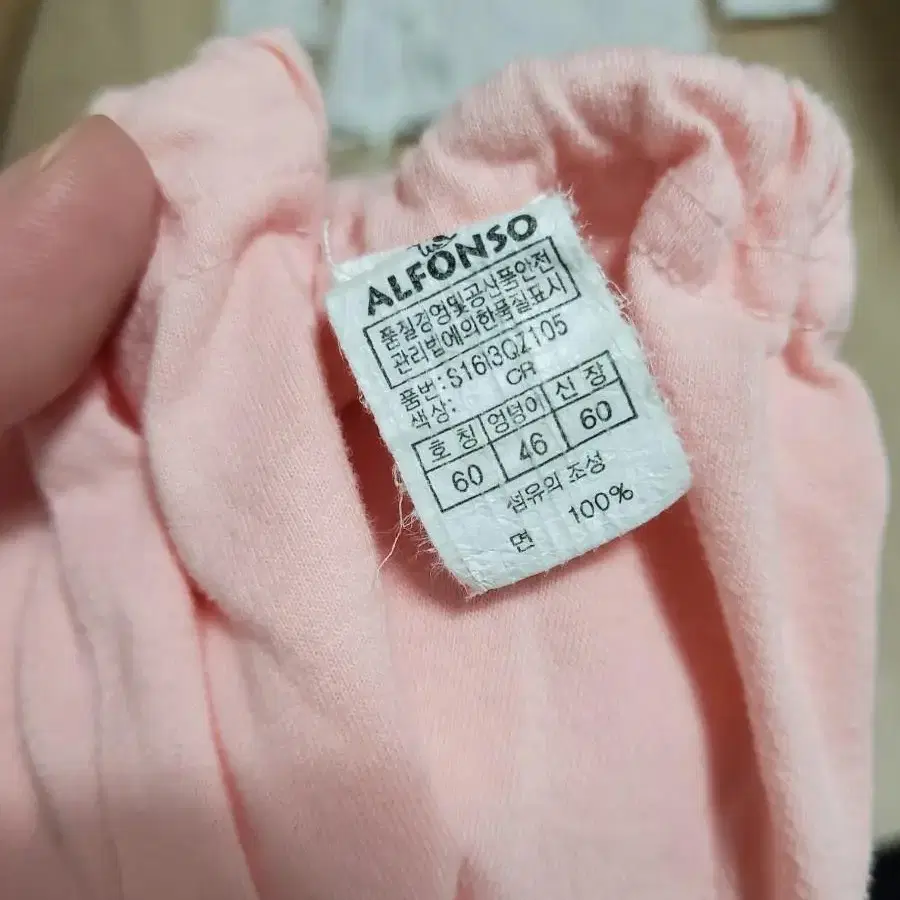 ALFONSO
품질경영및공산품안전
관리법에의한품질표시
품번: S16I3QZ105
색상: CR
호칭 엉덩이 신장
60 46 60
섬유의 조성
면 100%